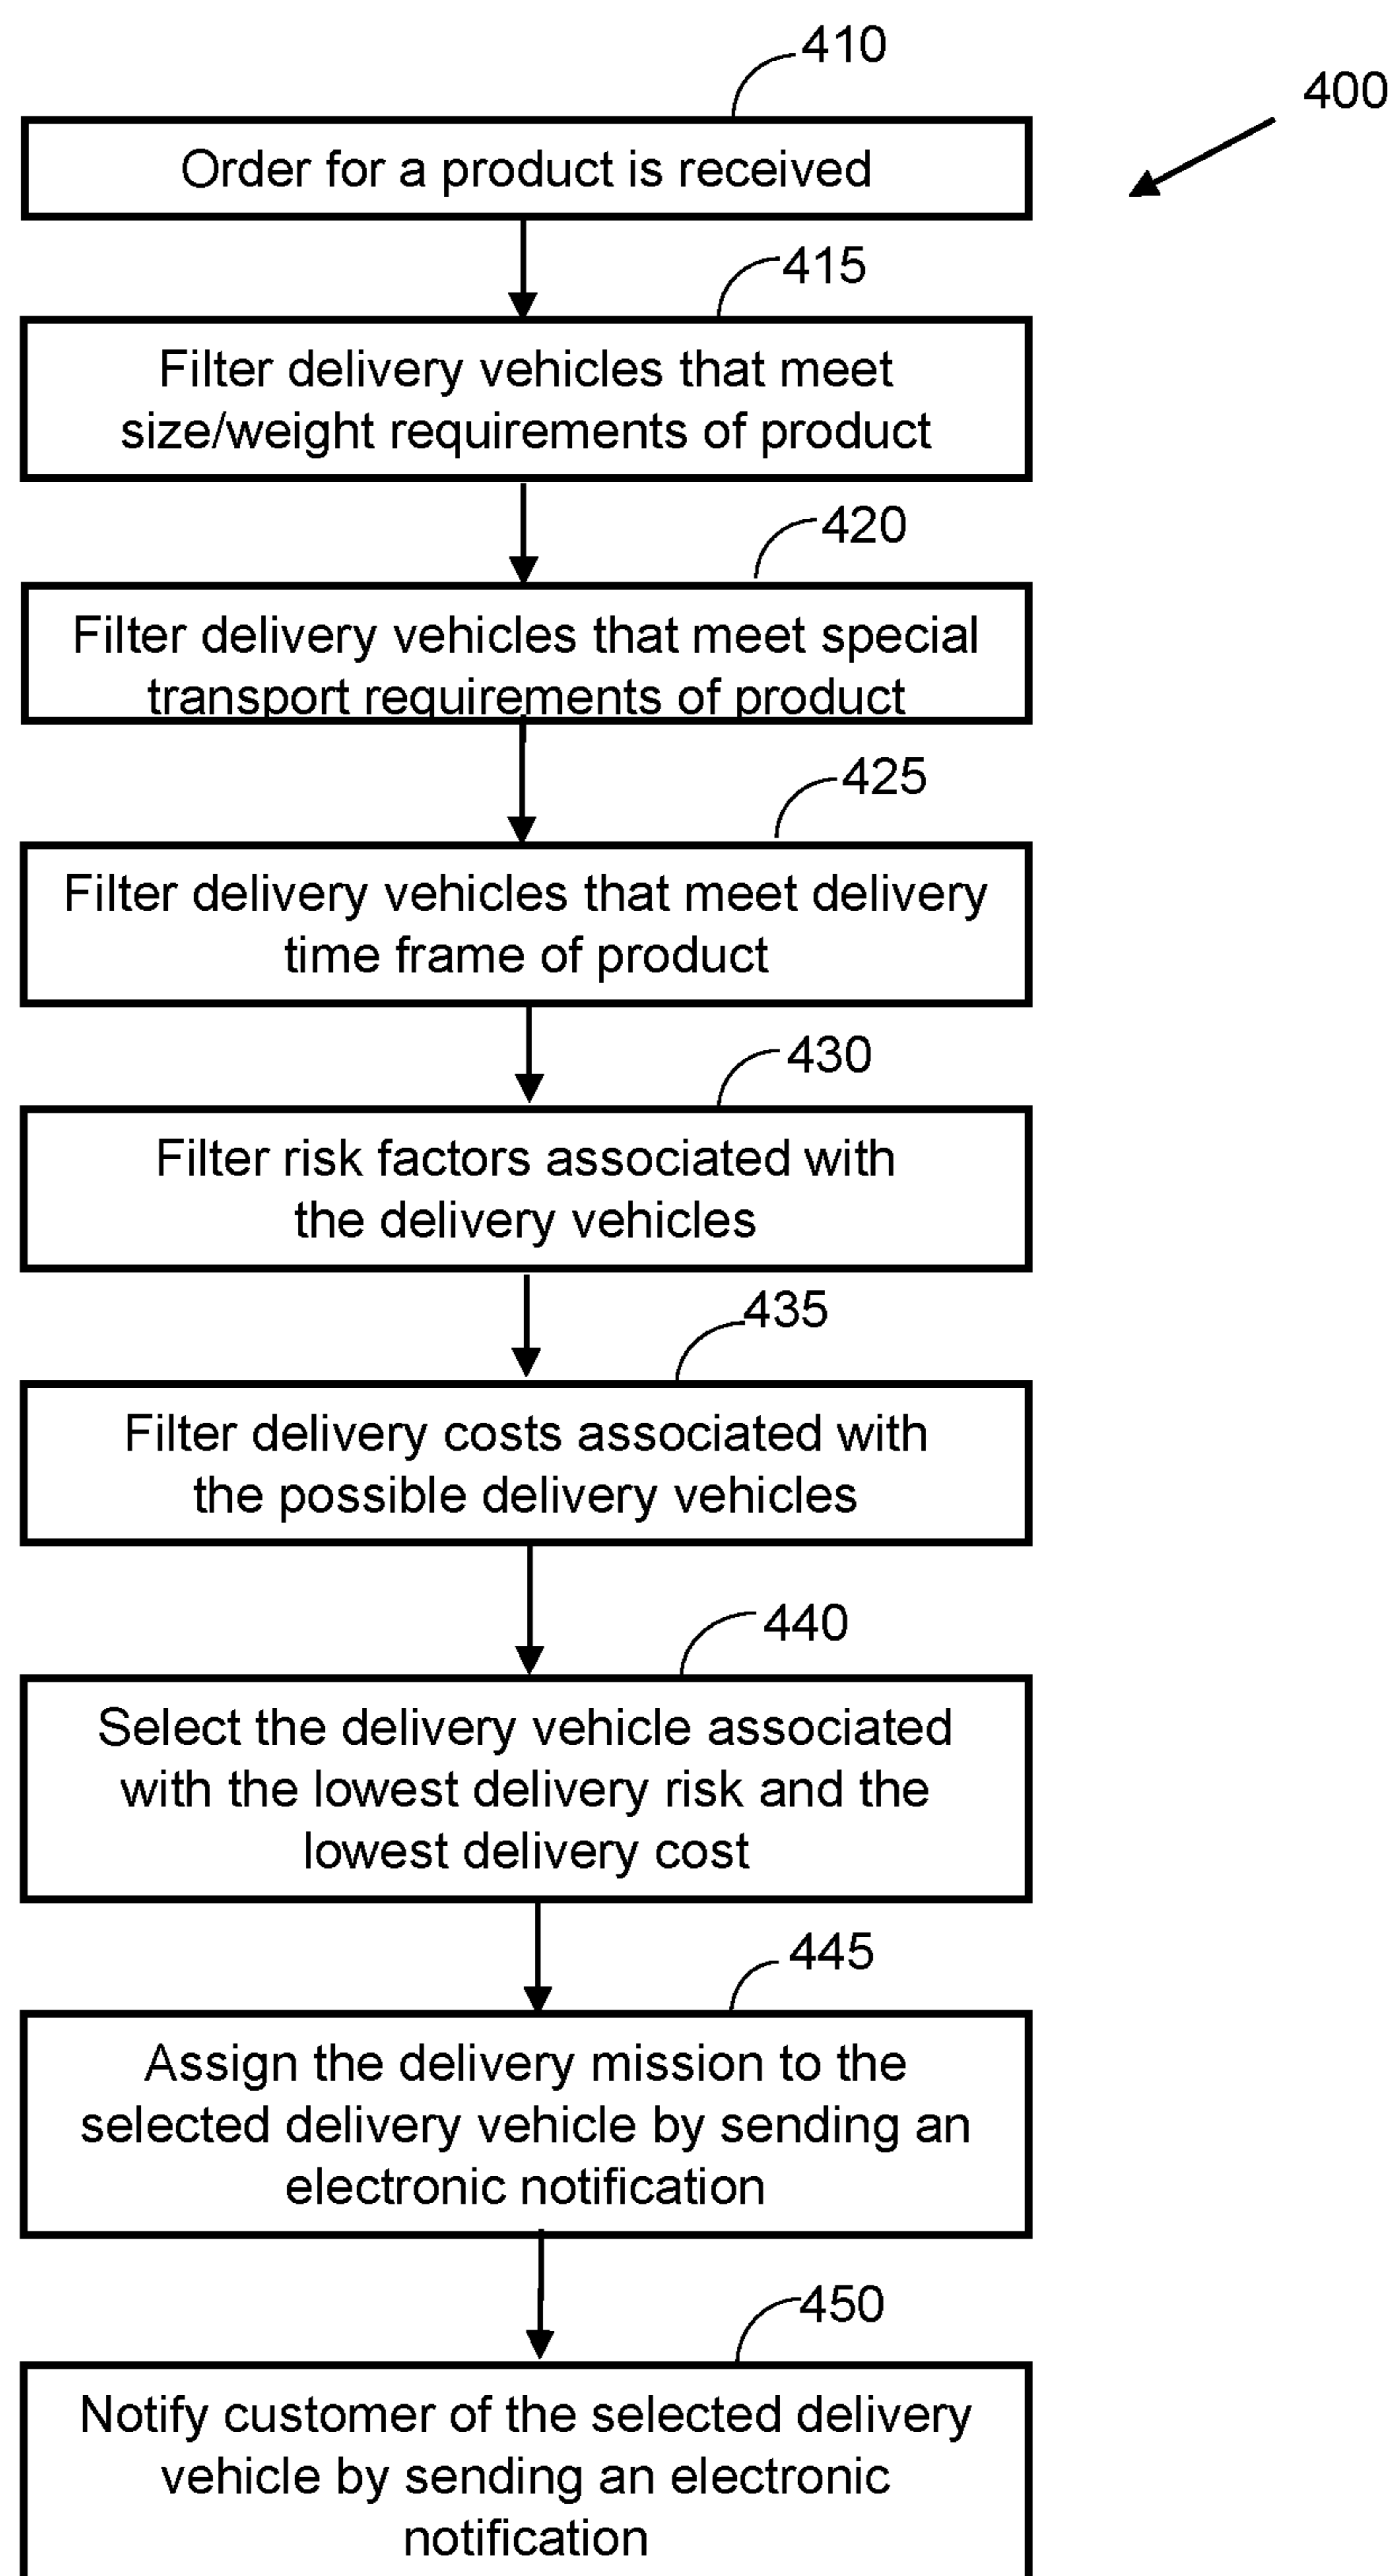 410
400
Order for a product is received
415
Filter delivery vehicles that meet
size/weight requirements of product
420
Filter delivery vehicles that meet special
transport requirements of product
425
Filter delivery vehicles that meet delivery
time frame of product
430
Filter risk factors associated with
the delivery vehicles
435
Filter delivery costs associated with
the possible delivery vehicles
440
Select the delivery vehicle associated
with the lowest delivery risk and the
lowest delivery cost
445
Assign the delivery mission to the
selected delivery vehicle by sending an
electronic notification
450
Notify customer of the selected delivery
vehicle by sending an electronic
notification